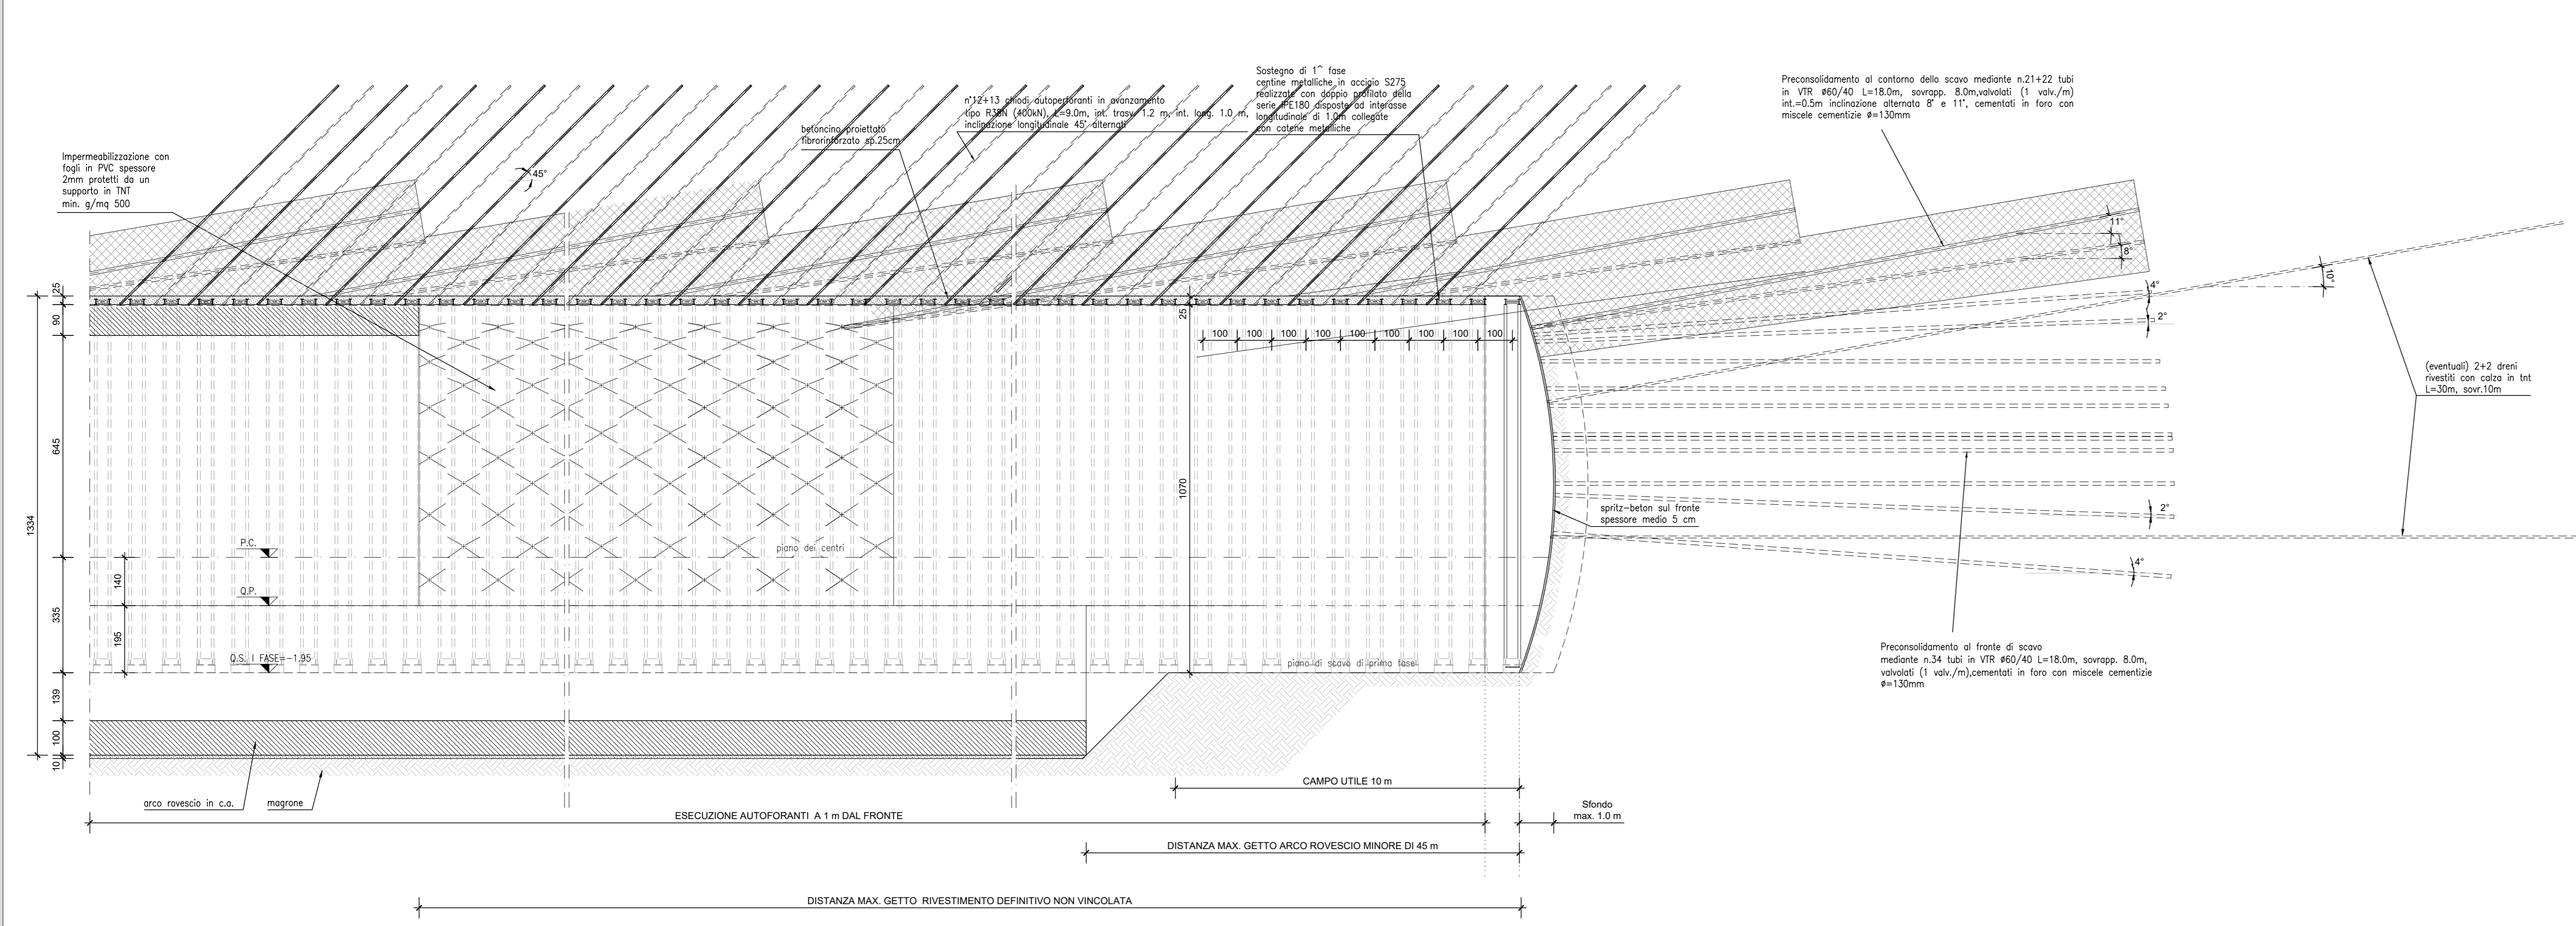 Sostegno di 1^ fase
centine metalliche in acciaio S275
realizzate con doppio profilato della
serie IPE180 disposte ad interasse
longitudinale di 1.0m collegate
con catene metalliche
Preconsolidamento al contorno dello scavo mediante n.21+22 tubi
in VTR ø60/40 L=18.0m, sovrapp. 8.0m,valvolati (1 valv./m)
int.=0.5m inclinazione alternata 8° e 11°, cementati in foro con
miscele cementizie ø=130mm
n°12+13 chiodi autoperforanti in avanzamento
tipo R38N (400kN), L=9.0m, int. trasv. 1.2 m, int. long. 1.0 m,
inclinazione longitudinale 45° alternati
betoncino proiettato
fibrorinforzato sp.25cm
Impermeabilizzazione con
fogli in PVC spessore
2mm protetti da un
supporto in TNT
min. g/mq 500
45°
11°
8°
10°
4°
2°
25
90
645
1334
335
140
195
139
100
10
25
1070
100 100 100 100 100 100 100 100 100
(eventuali) 2+2 dreni
rivestiti con calza in tnt
L=30m, sovr.10m
spritz-beton sul fronte
spessore medio 5 cm
2°
4°
P.C.
piano dei centri
Q.P.
Q.S. I FASE=-1.95
piano di scavo di prima fase
Preconsolidamento al fronte di scavo
mediante n.34 tubi in VTR ø60/40 L=18.0m, sovrapp. 8.0m,
valvolati (1 valv./m),cementati in foro con miscele cementizie
ø=130mm
arco rovescio in c.a.
magrone
CAMPO UTILE 10 m
Sfondo
max. 1.0 m
ESECUZIONE AUTOFORANTI A 1 m DAL FRONTE
DISTANZA MAX. GETTO ARCO ROVESCIO MINORE DI 45 m
DISTANZA MAX. GETTO RIVESTIMENTO DEFINITIVO NON VINCOLATA